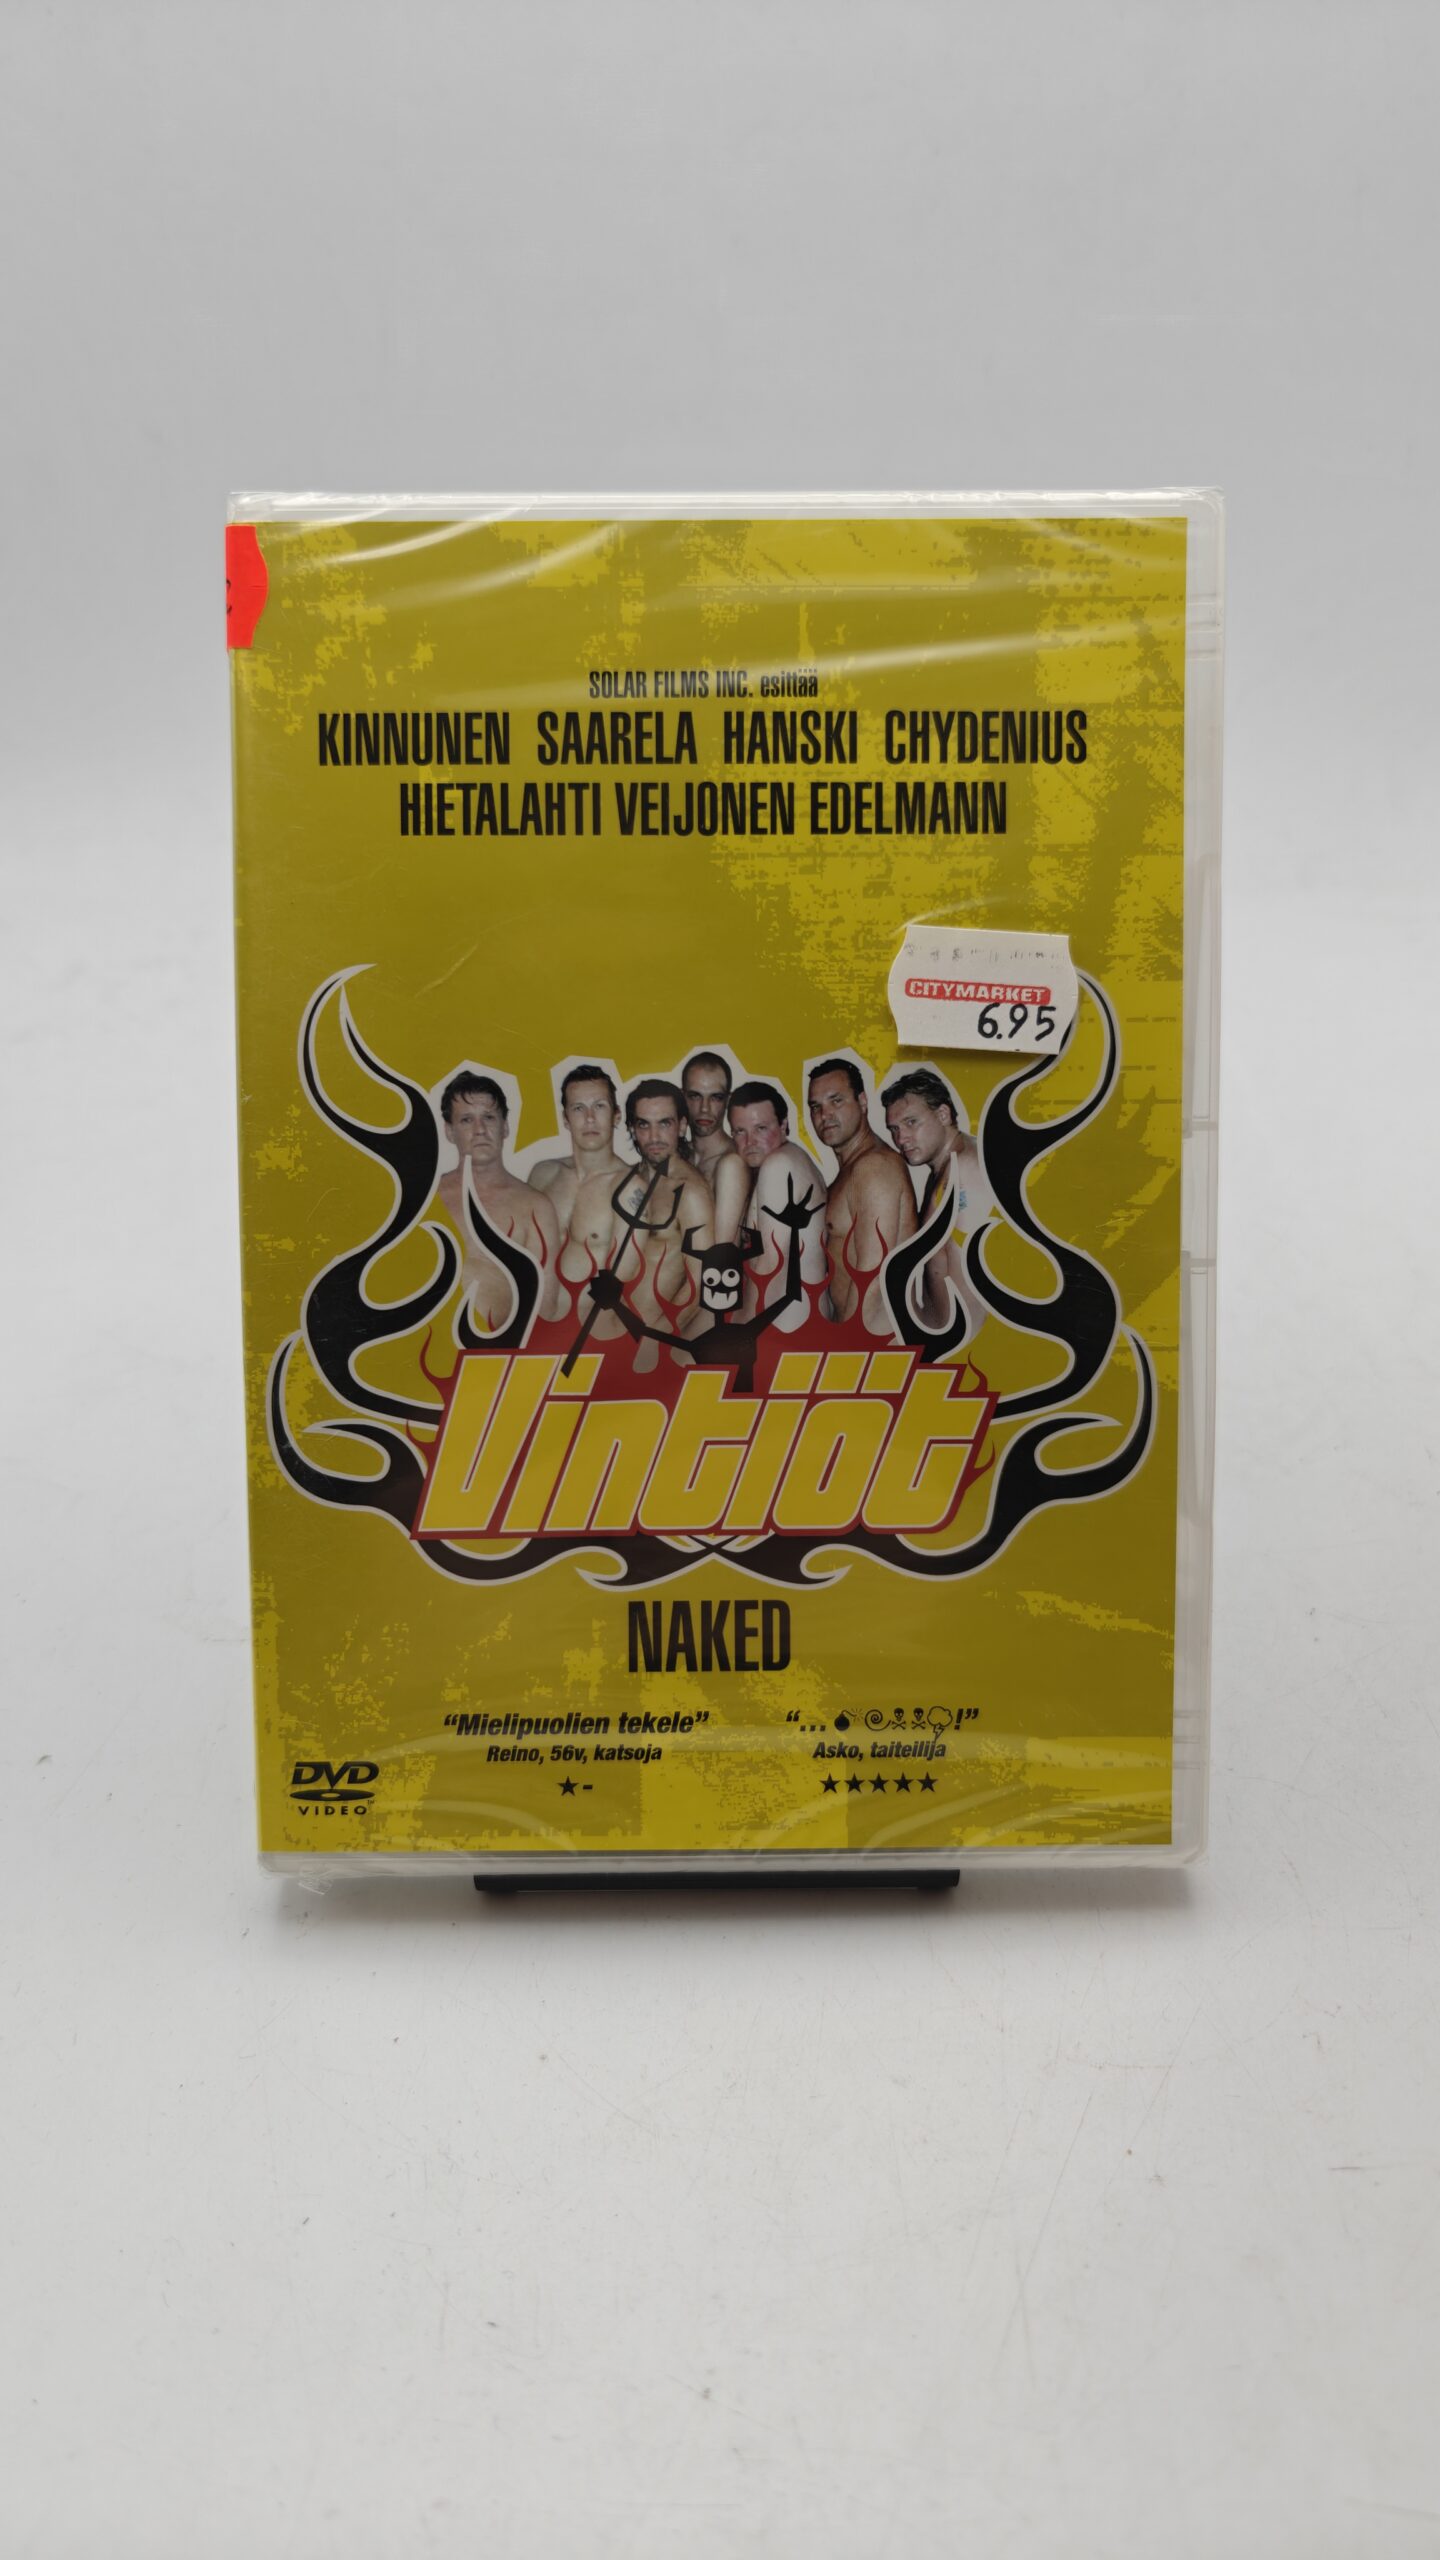 SOLAR FILMS INC. esittää
KINNUNEN SAARELA HANSKI CHYDENIUS
HIETALAHTI VEIJONEN EDELMANN
CITYMARKET
6.95
Vintiöt
NAKED
“Mielipuolien tekele”
Reino, 56v, katsoja
★-
“... 💣@☠☠🗯!”
Asko, taiteilija
★★★★★
DVD
VIDEO™